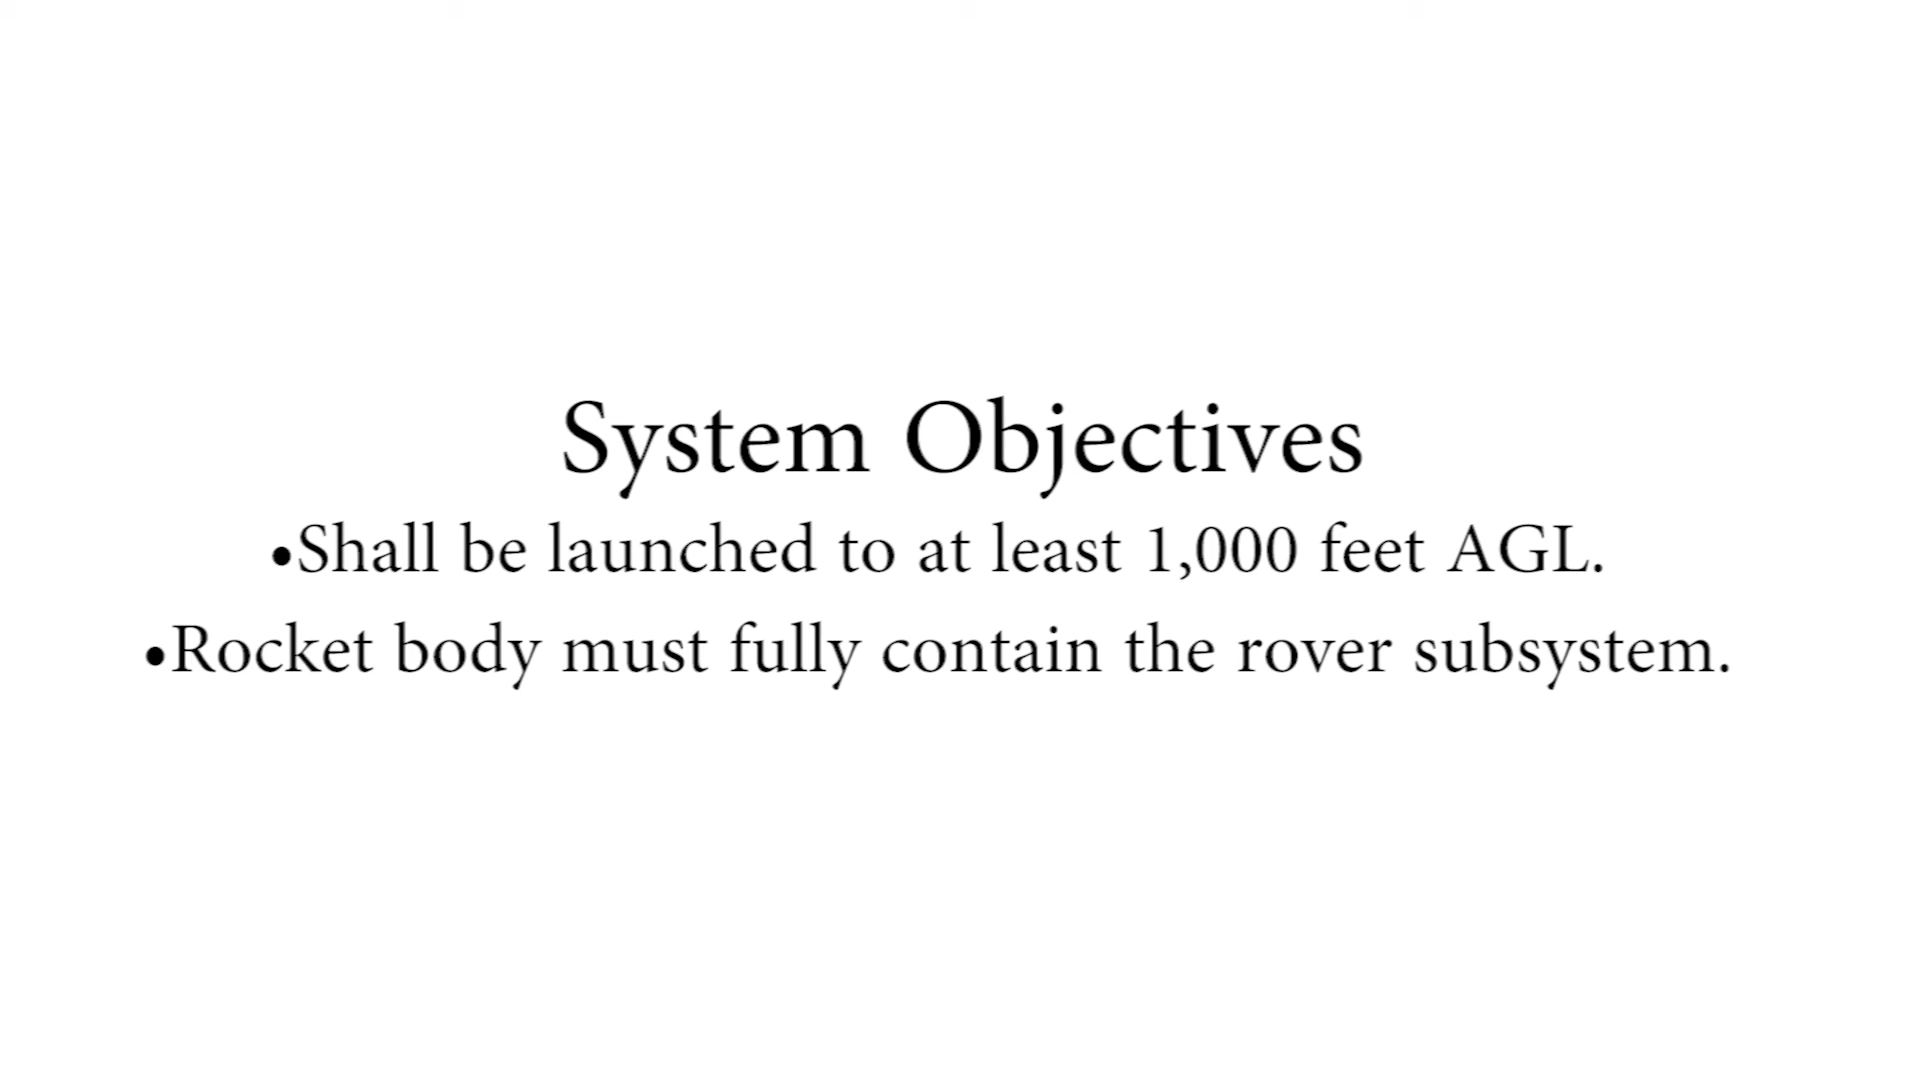 System Objectives
•Shall be launched to at least 1,000 feet AGL.
•Rocket body must fully contain the rover subsystem.